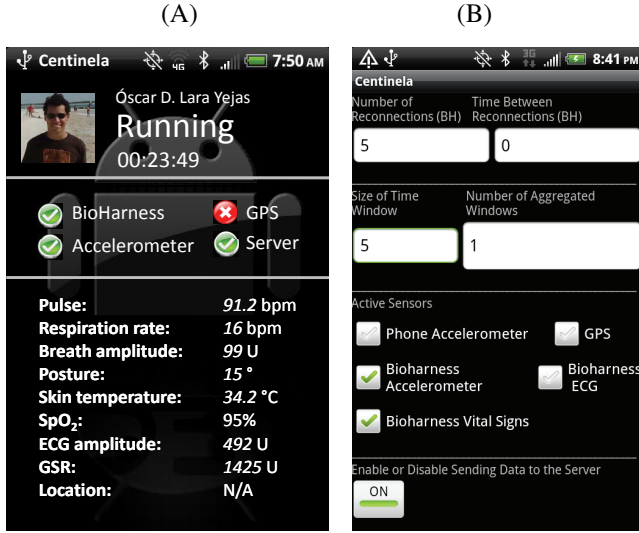 (A)
(B)
Centinela 4G 7:50 AM
Óscar D. Lara Yejas
Running
00:23:49
BioHarness GPS
Accelerometer Server
Pulse: 91.2 bpm
Respiration rate: 16 bpm
Breath amplitude: 99 U
Posture: 15 °
Skin temperature: 34.2 °C
SpO₂: 95%
ECG amplitude: 492 U
GSR: 1425 U
Location: N/A
3G 8:41 PM
Centinela
Number of Time Between
Reconnections (BH) Reconnections (BH)
5 0
Size of Time Number of Aggregated
Window Windows
5 1
Active Sensors
Phone Accelerometer GPS
Bioharness Bioharness
Accelerometer ECG
Bioharness Vital Signs
Enable or Disable Sending Data to the Server
ON